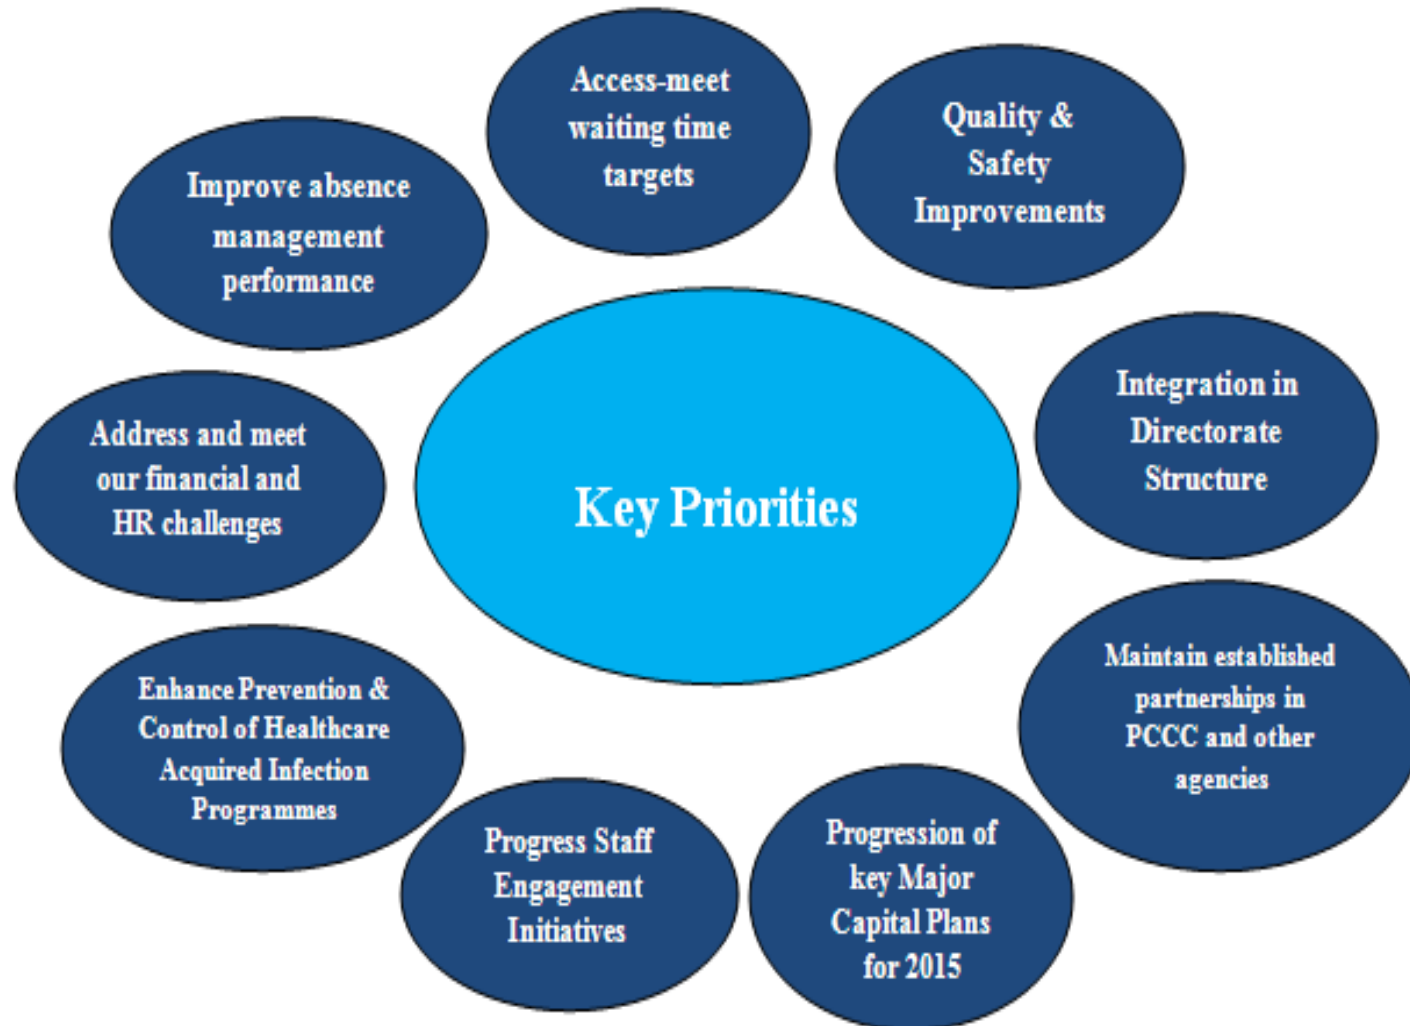 Access-meet
waiting time
targets
Quality &
Safety
Improvements
Improve absence
management
performance
Integration in
Directorate
Structure
Address and meet
our financial and
HR challenges
Key Priorities
Maintain established
partnerships in
PCCC and other
agencies
Enhance Prevention &
Control of Healthcare
Acquired Infection
Programmes
Progress Staff
Engagement
Initiatives
Progression of
key Major
Capital Plans
for 2015